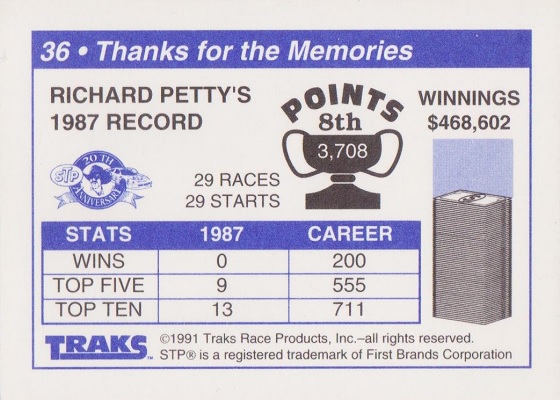 36 • Thanks for the Memories
RICHARD PETTY'S
1987 RECORD
POINTS
8th
3,708
WINNINGS
$468,602
STP
20TH
ANNIVERSARY
29 RACES
29 STARTS
STATS 1987 CAREER
WINS 0 200
TOP FIVE 9 555
TOP TEN 13 711
TRAKS™
©1991 Traks Race Products, Inc.–all rights reserved.
STP® is a registered trademark of First Brands Corporation